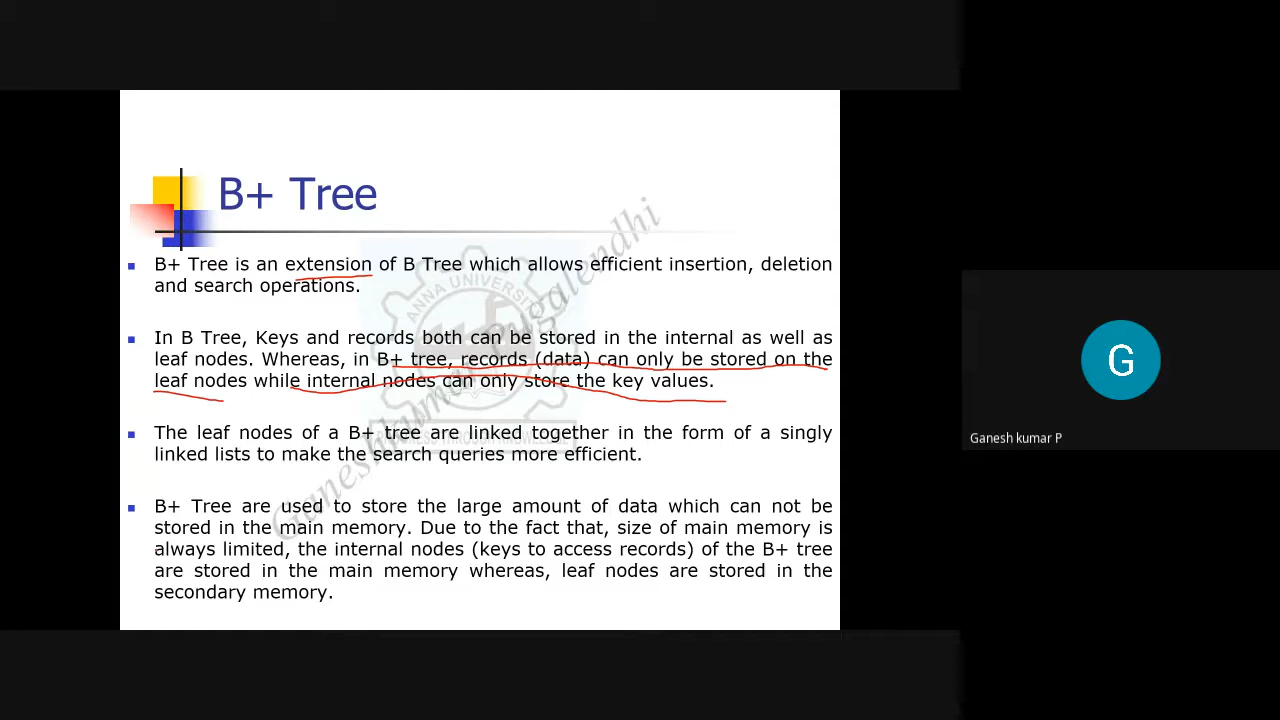 B+ Tree
B+ Tree is an extension of B Tree which allows efficient insertion, deletion
and search operations.
In B Tree, Keys and records both can be stored in the internal as well as
leaf nodes. Whereas, in B+ tree, records (data) can only be stored on the
leaf nodes while internal nodes can only store the key values.
The leaf nodes of a B+ tree are linked together in the form of a singly
linked lists to make the search queries more efficient.
B+ Tree are used to store the large amount of data which can not be
stored in the main memory. Due to the fact that, size of main memory is
always limited, the internal nodes (keys to access records) of the B+ tree
are stored in the main memory whereas, leaf nodes are stored in the
secondary memory.
Ganeshkumar Pugalendhi
ANNA UNIVERSITY
PROGRESS THROUGH KNOWLEDGE
G
Ganesh kumar P